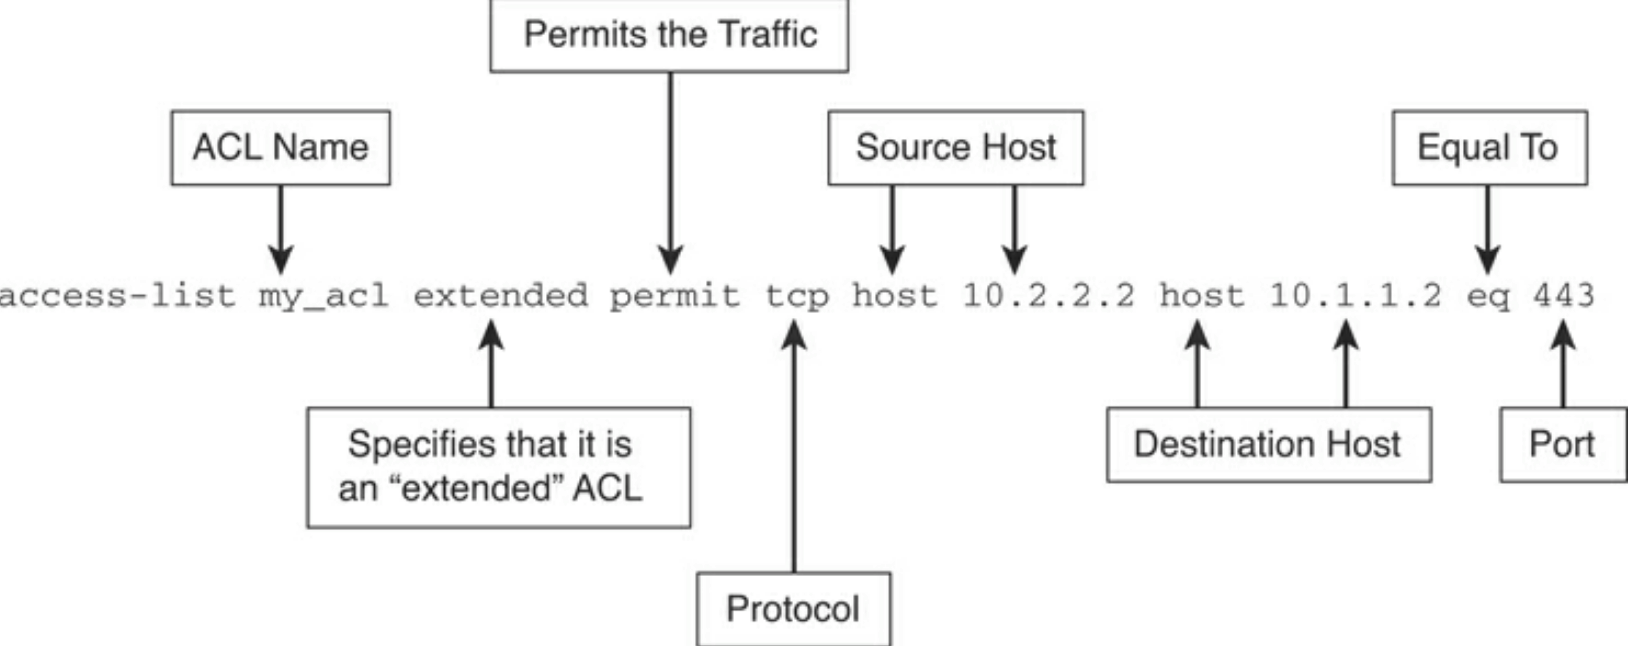 Permits the Traffic
ACL Name
Source Host
Equal To
access-list my_acl extended permit tcp host 10.2.2.2 host 10.1.1.2 eq 443
Specifies that it is
an “extended” ACL
Destination Host
Port
Protocol